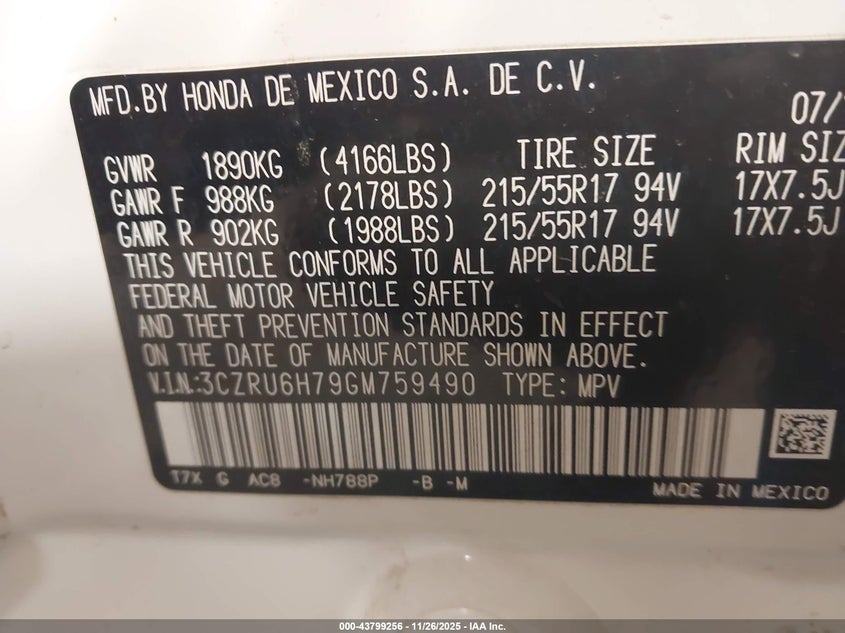 MFD.BY HONDA DE MEXICO S.A. DE C.V.
07/
GVWR 1890KG (4166LBS) TIRE SIZE RIM SIZ
GAWR F 988KG (2178LBS) 215/55R17 94V 17X7.5J
GAWR R 902KG (1988LBS) 215/55R17 94V 17X7.5J
THIS VEHICLE CONFORMS TO ALL APPLICABLE
FEDERAL MOTOR VEHICLE SAFETY
AND THEFT PREVENTION STANDARDS IN EFFECT
ON THE DATE OF MANUFACTURE SHOWN ABOVE.
V.I.N.:3CZRU6H79GM759490 TYPE: MPV
T7X G AC8 -NH788P -B -M
MADE IN MEXICO
000-43799256 - 11/26/2025 - IAA Inc.